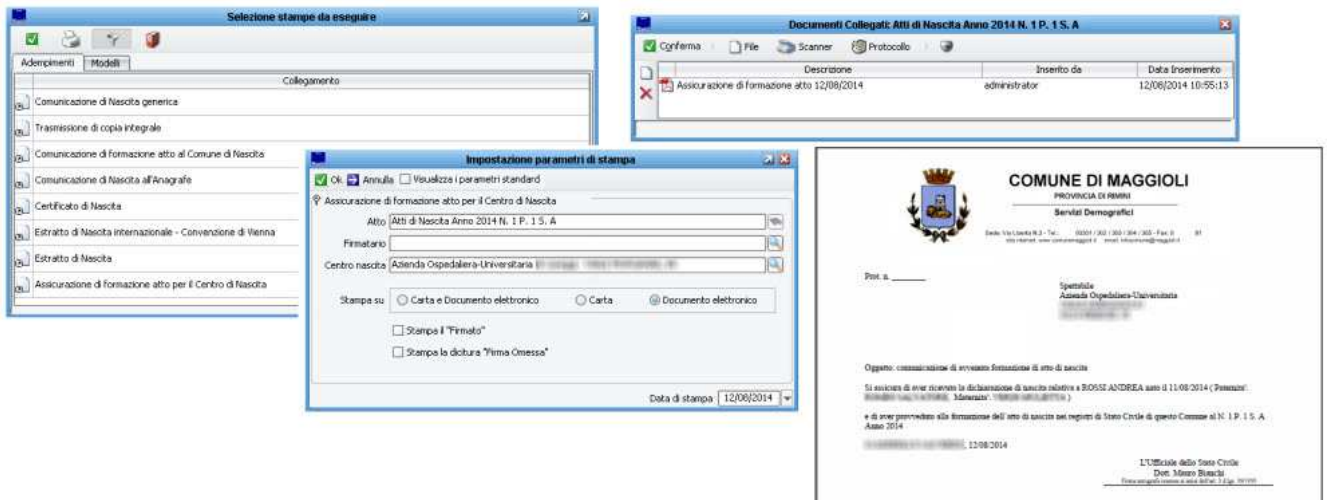 Selezione stampe da eseguire
Adempimenti Modelli
Collegamento
Comunicazione di Nascita generica
Trasmissione di copia integrale
Comunicazione di formazione atto al Comune di Nascita
Comunicazione di Nascita all'Anagrafe
Certificato di Nascita
Estratto di Nascita internazionale - Convenzione di Vienna
Estratto di Nascita
Assicurazione di formazione atto per il Centro di Nascita
Impostazione parametri di stampa
Ok Annulla Visualizza i parametri standard
Assicurazione di formazione atto per il Centro di Nascita
Atto Atti di Nascita Anno 2014 N. 1 P. 1 S. A
Firmatario
Centro nascita Azienda Ospedaliera-Universitaria
Stampa su Carta e Documento elettronico Carta Documento elettronico
Stampa il "Firmato"
Stampa la dicitura "Firma Omessa"
Data di stampa 12/08/2014
Documenti Collegati: Atti di Nascita Anno 2014 N. 1 P. 1 S. A
Conferma File Scanner Protocollo
Descrizione Inserito da Data Inserimento
Assicurazione di formazione atto 12/08/2014 administrator 12/08/2014 10:55:13
COMUNE DI MAGGIOLI
PROVINCIA DI RIMINI
Servizi Demografici
Prot. n.
Spettabile
Azienda Ospedaliera-Universitaria
Oggetto: comunicazione di avvenuta formazione di atto di nascita
Si assicura di aver ricevuto la dichiarazione di nascita relativa a ROSSI ANDREA nato il 11/08/2014 ( Paternita':
Maternita': )
e di aver provveduto alla formazione dell'atto di nascita nei registri di Stato Civile di questo Comune al N. 1 P. 1 S. A
Anno 2014
, 12/08/2014
L'Ufficiale dello Stato Civile
Dott. Mauro Bianchi